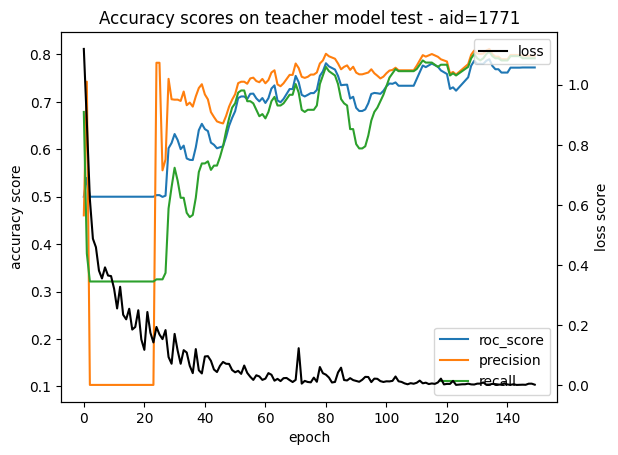 Accuracy scores on teacher model test - aid=1771
accuracy score
0.8
0.7
0.6
0.5
0.4
0.3
0.2
0.1
loss
1.0
0.8
0.6
0.4
0.2
0.0
loss score
roc_score
precision
recall
0
20
40
60
80
100
120
140
epoch